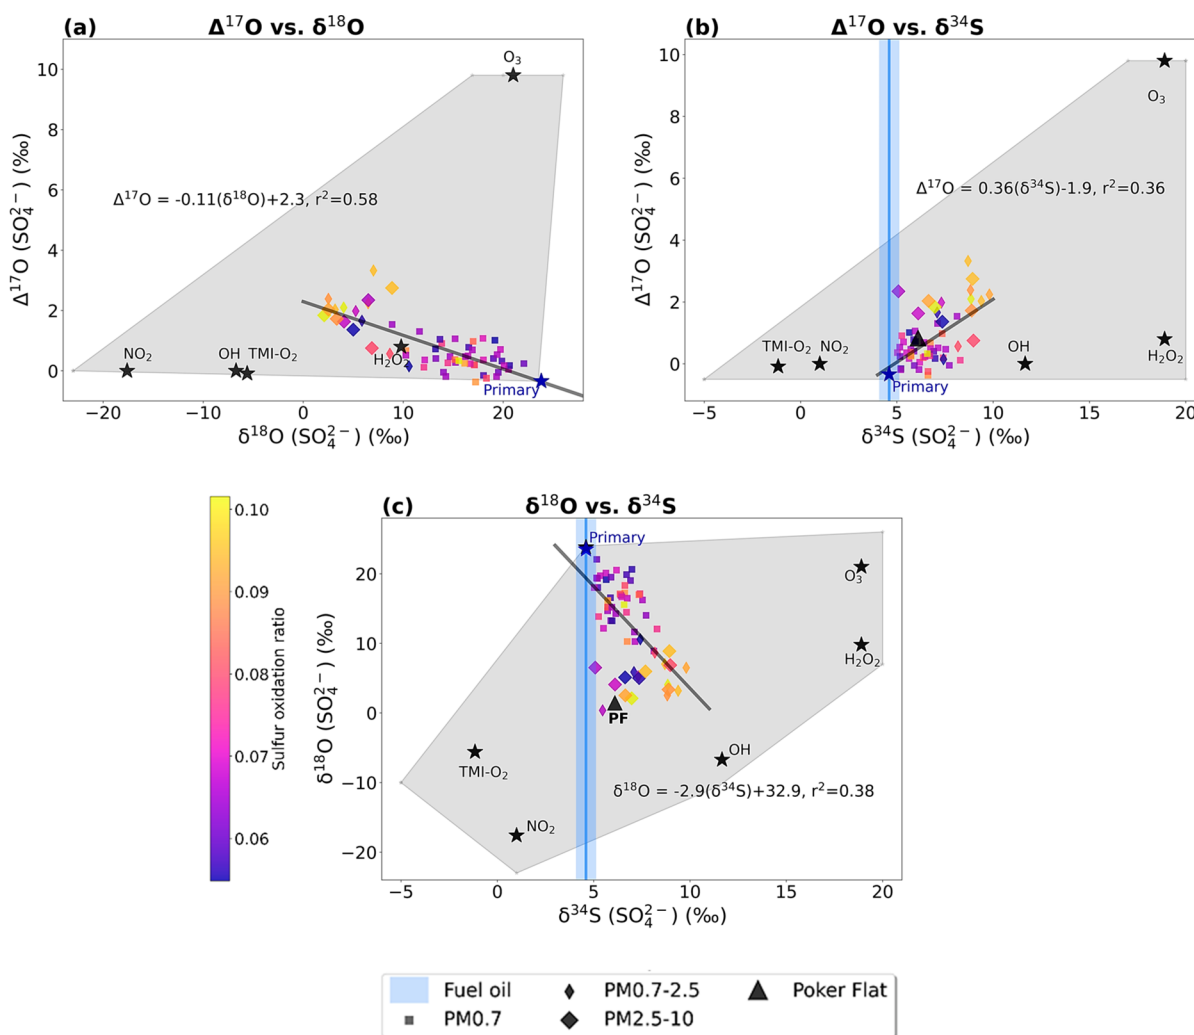 (a) Δ¹⁷O vs. δ¹⁸O
10
8
6
4
2
0
Δ¹⁷O (SO₄²⁻) (‰)
O₃
Δ¹⁷O = -0.11(δ¹⁸O)+2.3, r²=0.58
NO₂
OH
TMI-O₂
H₂O₂
Primary
−20
−10
0
10
20
δ¹⁸O (SO₄²⁻) (‰)
(b) Δ¹⁷O vs. δ³⁴S
10
8
6
4
2
0
Δ¹⁷O (SO₄²⁻) (‰)
O₃
Δ¹⁷O = 0.36(δ³⁴S)-1.9, r²=0.36
TMI-O₂
NO₂
OH
H₂O₂
Primary
−5
0
5
10
15
20
δ³⁴S (SO₄²⁻) (‰)
0.10
0.09
0.08
0.07
0.06
Sulfur oxidation ratio
(c) δ¹⁸O vs. δ³⁴S
20
10
0
−10
−20
δ¹⁸O (SO₄²⁻) (‰)
Primary
O₃
H₂O₂
PF
OH
TMI-O₂
NO₂
δ¹⁸O = -2.9(δ³⁴S)+32.9, r²=0.38
−5
0
5
10
15
20
δ³⁴S (SO₄²⁻) (‰)
Fuel oil
PM0.7-2.5
Poker Flat
PM0.7
PM2.5-10